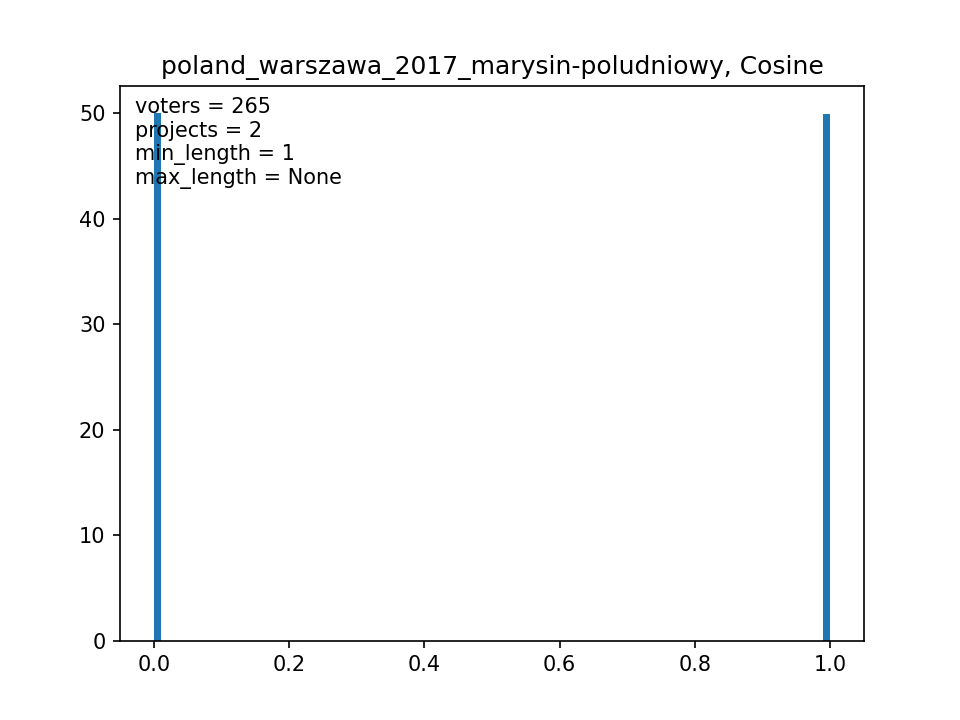 poland_warszawa_2017_marysin-poludniowy, Cosine
voters = 265
projects = 2
min_length = 1
max_length = None
50
40
30
20
10
0
0.0 0.2 0.4 0.6 0.8 1.0